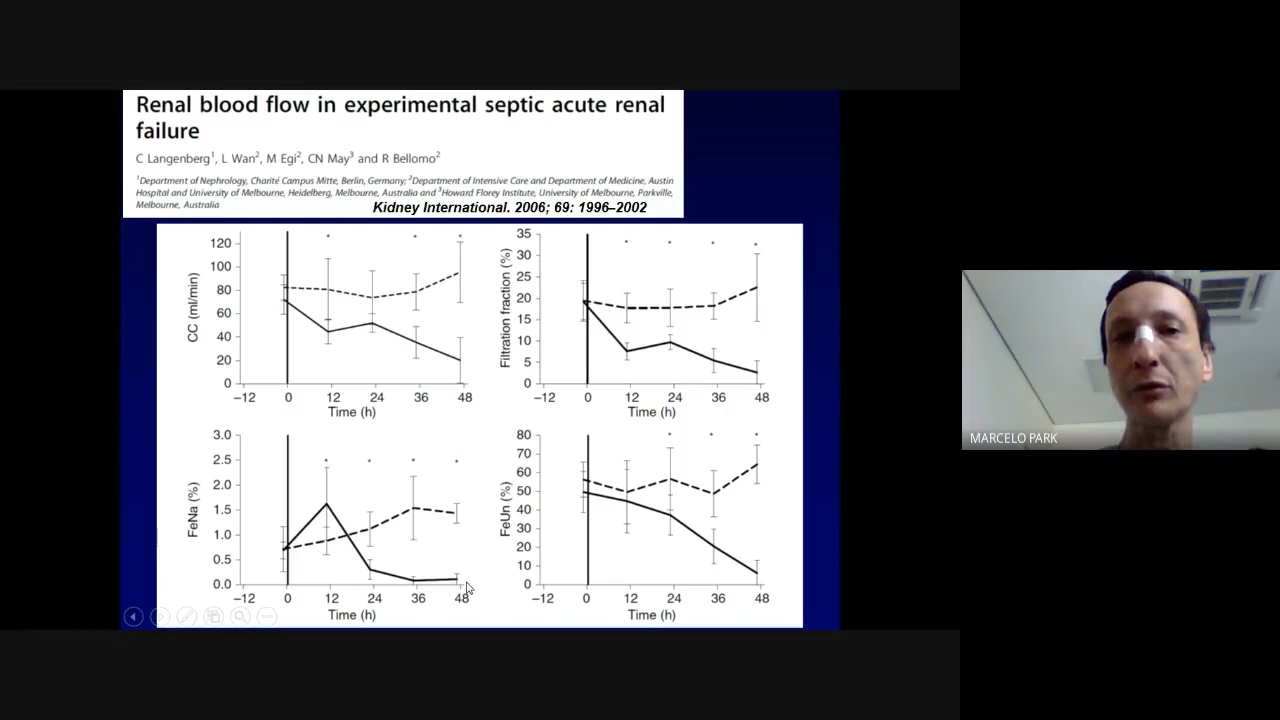 Renal blood flow in experimental septic acute renal
failure
C Langenberg1, L Wan2, M Egi2, CN May3 and R Bellomo2
1Department of Nephrology, Charité Campus Mitte, Berlin, Germany; 2Department of Intensive Care and Department of Medicine, Austin
Hospital and University of Melbourne, Heidelberg, Melbourne, Australia and 3Howard Florey Institute, University of Melbourne, Parkville,
Melbourne, Australia
Kidney International. 2006; 69: 1996–2002
CC (ml/min)
120
100
80
60
40
20
0
−12 0 12 24 36 48
Time (h)
Filtration fraction (%)
35
30
25
20
15
10
5
0
−12 0 12 24 36 48
Time (h)
FeNa (%)
3.0
2.5
2.0
1.5
1.0
0.5
0.0
−12 0 12 24 36 48
Time (h)
FeUn (%)
80
70
60
50
40
30
20
10
0
−12 0 12 24 36 48
Time (h)
MARCELO PARK